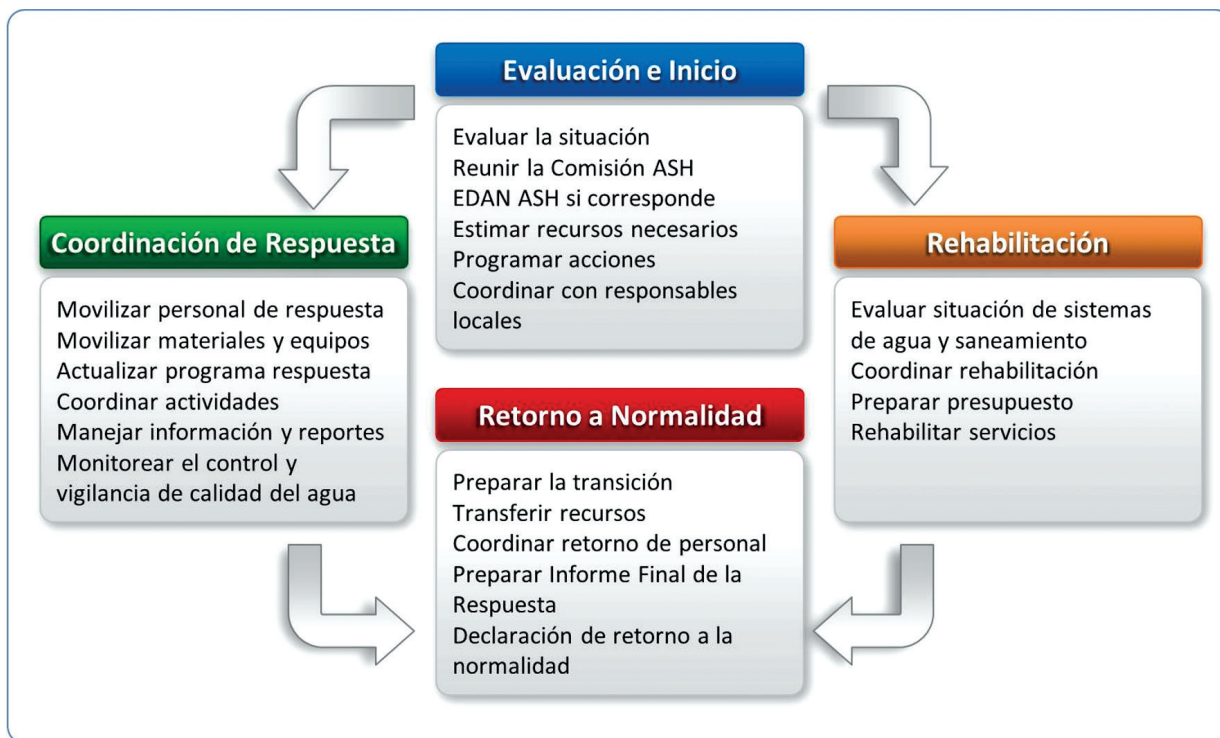 Evaluación e Inicio
Evaluar la situación
Reunir la Comisión ASH
EDAN ASH si corresponde
Estimar recursos necesarios
Programar acciones
Coordinar con responsables
locales
Coordinación de Respuesta
Movilizar personal de respuesta
Movilizar materiales y equipos
Actualizar programa respuesta
Coordinar actividades
Manejar información y reportes
Monitorear el control y
vigilancia de calidad del agua
Rehabilitación
Evaluar situación de sistemas
de agua y saneamiento
Coordinar rehabilitación
Preparar presupuesto
Rehabilitar servicios
Retorno a Normalidad
Preparar la transición
Transferir recursos
Coordinar retorno de personal
Preparar Informe Final de la
Respuesta
Declaración de retorno a la
normalidad